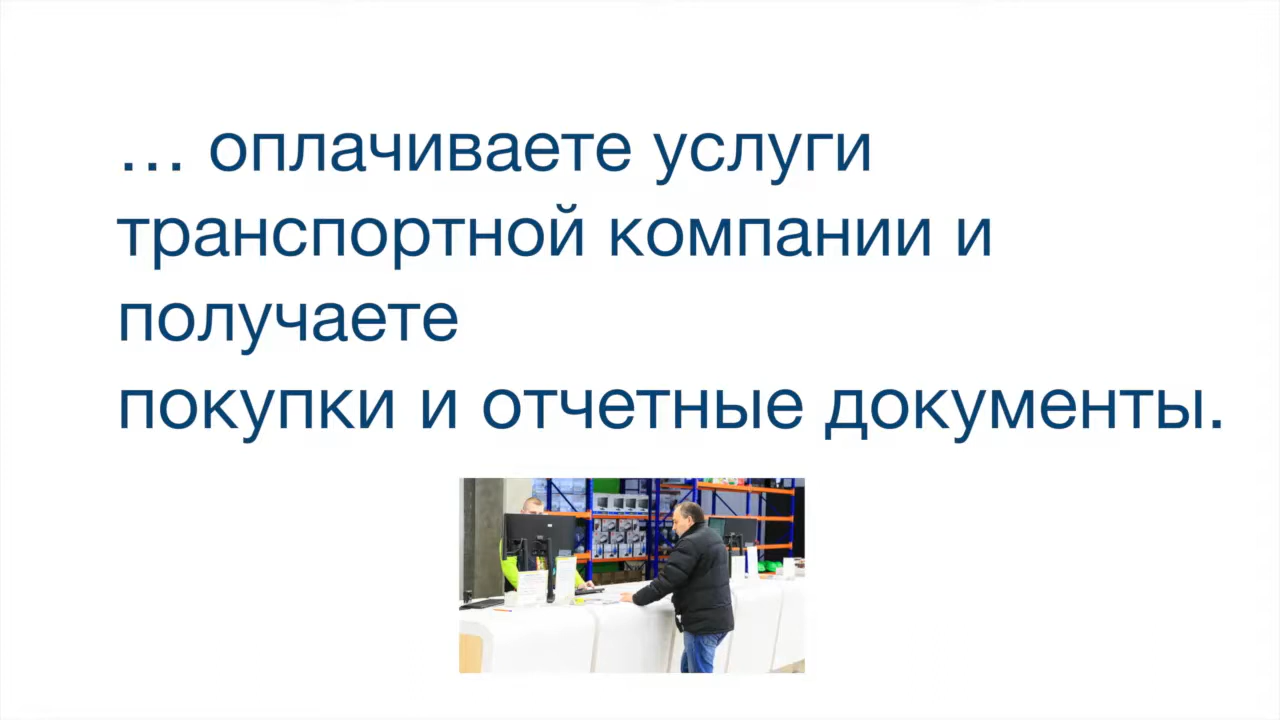 ... оплачиваете услуги
транспортной компании и
получаете
покупки и отчетные документы.